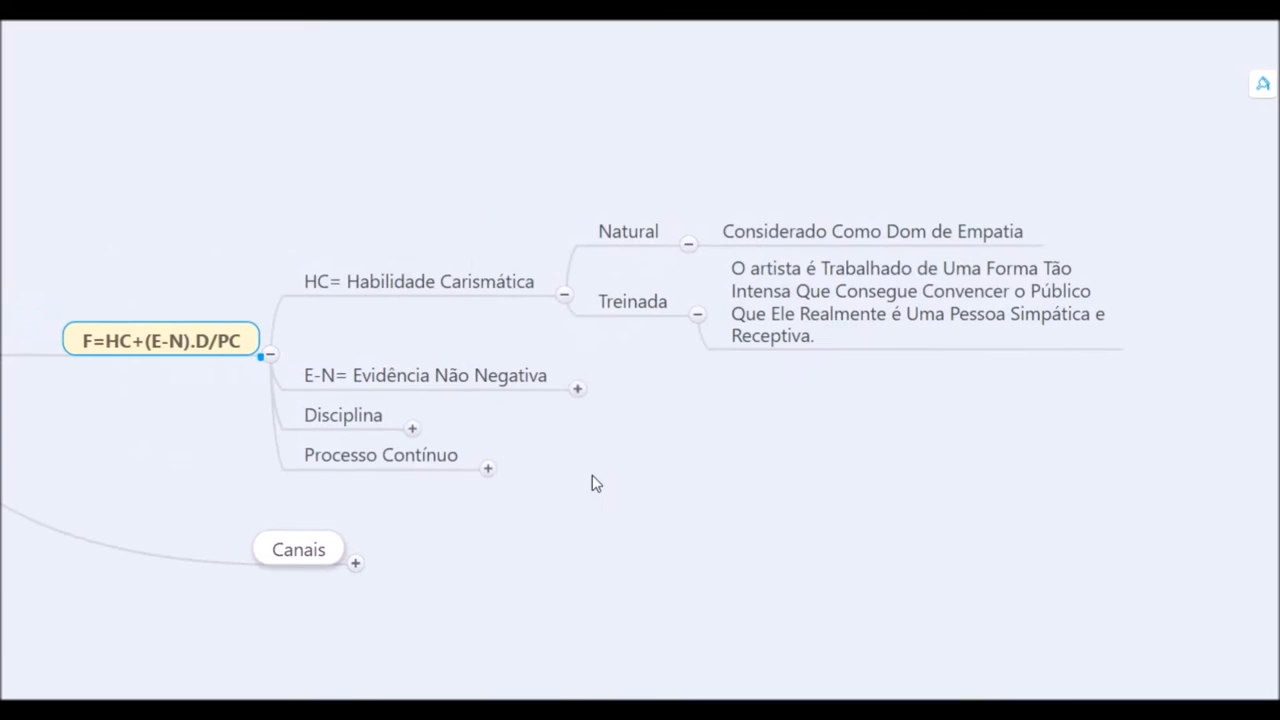 Natural
Considerado Como Dom de Empatia
O artista é Trabalhado de Uma Forma Tão
Intensa Que Consegue Convencer o Público
Que Ele Realmente é Uma Pessoa Simpática e
Receptiva.
HC= Habilidade Carismática
Treinada
F=HC+(E-N).D/PC
E-N= Evidência Não Negativa
Disciplina
Processo Contínuo
Canais